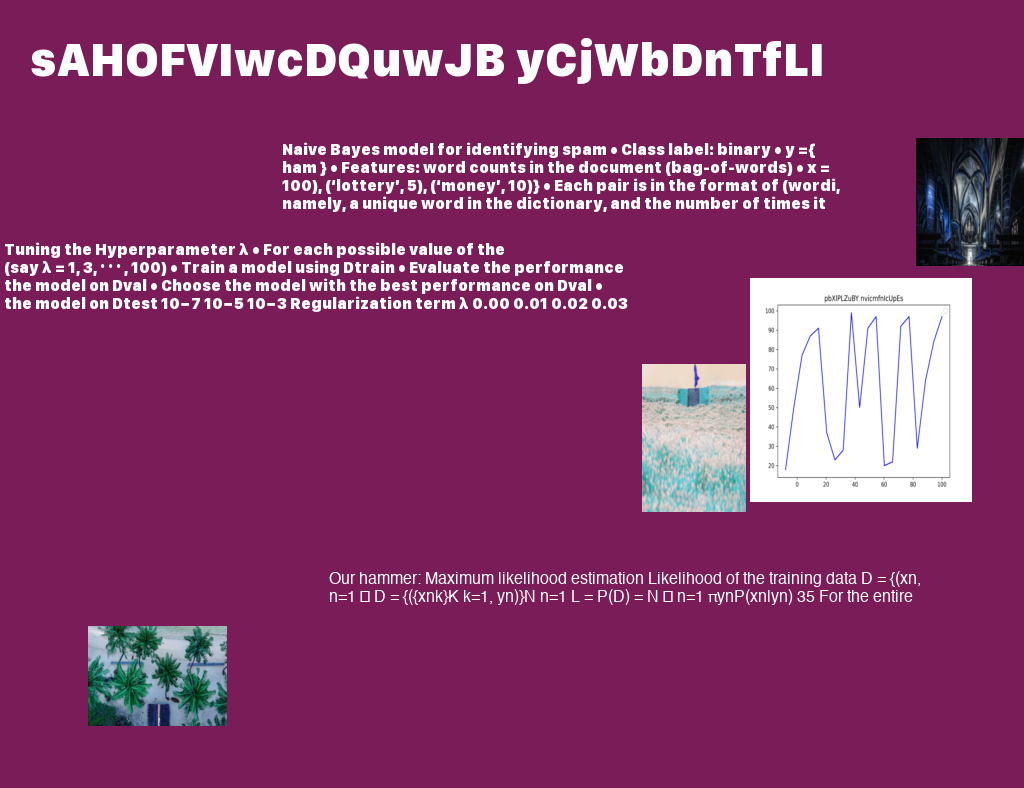 sAHOFVIwcDQuwJB yCjWbDnTfLI
Naive Bayes model for identifying spam • Class label: binary • y ={
ham } • Features: word counts in the document (bag-of-words) • x =
100), (‘lottery’, 5), (‘money’, 10)} • Each pair is in the format of (wordi,
namely, a unique word in the dictionary, and the number of times it
Tuning the Hyperparameter λ • For each possible value of the
(say λ = 1, 3, · · · , 100) • Train a model using Dtrain • Evaluate the performance
the model on Dval • Choose the model with the best performance on Dval •
the model on Dtest 10−7 10−5 10−3 Regularization term λ 0.00 0.01 0.02 0.03
pbXlPLZuBY nvicmfnIcUpEs
100
90
80
70
60
50
40
30
20
0 20 40 60 80 100
Our hammer: Maximum likelihood estimation Likelihood of the training data D = {(xn,
n=1 □ D = {({xnk}K k=1, yn)}N n=1 L = P(D) = N □ n=1 πynP(xn|yn) 35 For the entire